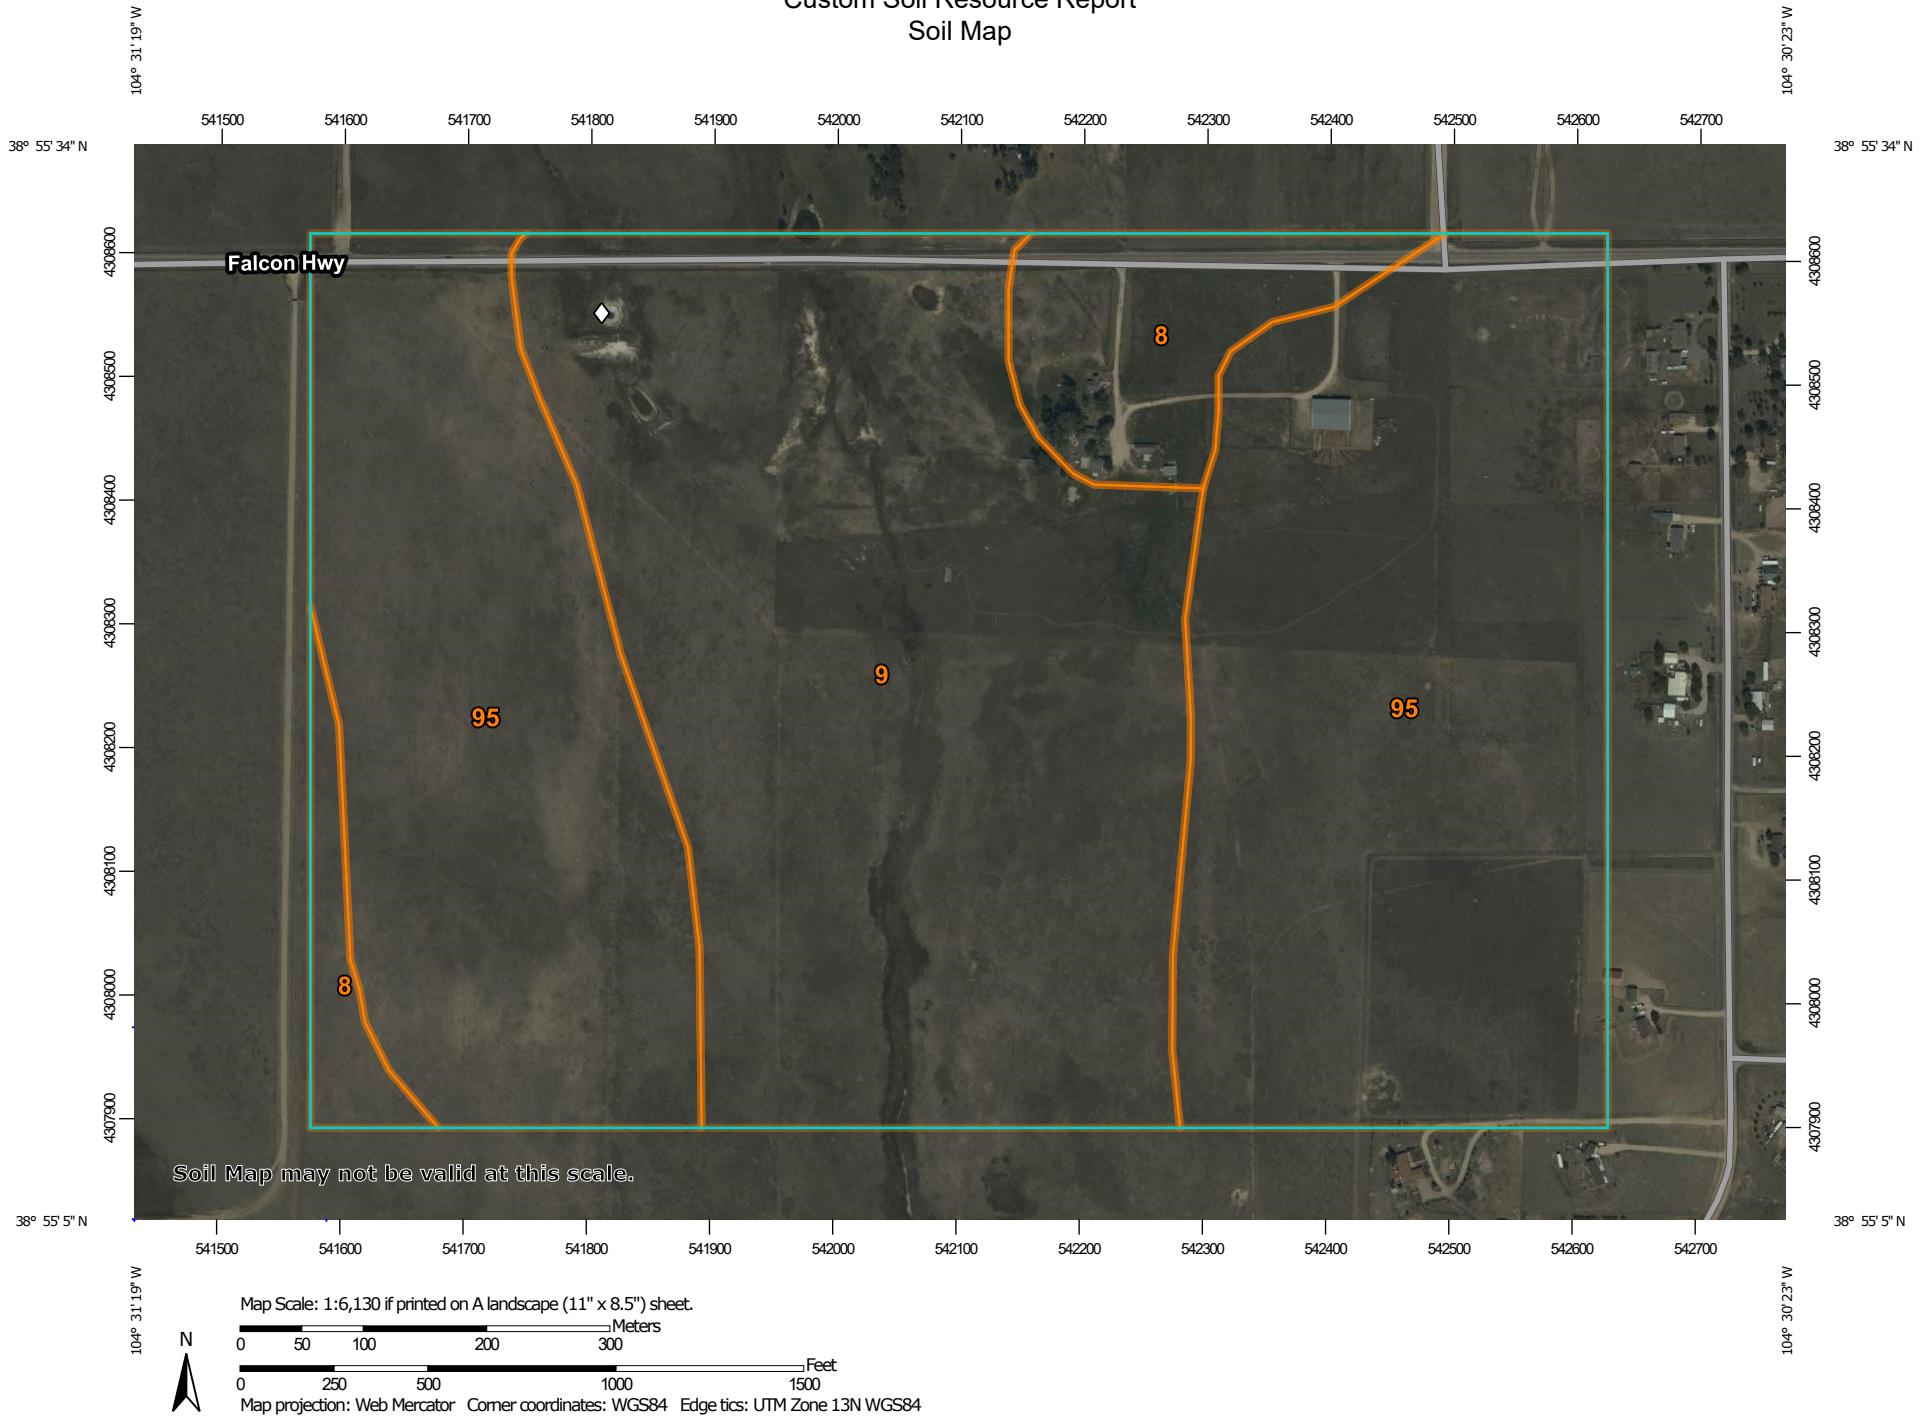 Custom Soil Resource Report
Soil Map
104° 31' 19" W
104° 30' 23" W
541500 541600 541700 541800 541900 542000 542100 542200 542300 542400 542500 542600 542700
38° 55' 34" N
38° 55' 34" N
4308600
4308600
Falcon Hwy
8
4308500
4308500
4308400
4308400
4308300
4308300
9
95
95
4308200
4308200
4308100
4308100
8
4308000
4308000
4307900
4307900
Soil Map may not be valid at this scale.
38° 55' 5" N
38° 55' 5" N
541500 541600 541700 541800 541900 542000 542100 542200 542300 542400 542500 542600 542700
104° 31' 19" W
104° 30' 23" W
Map Scale: 1:6,130 if printed on A landscape (11" x 8.5") sheet.
Meters
0 50 100 200 300
N
Feet
0 250 500 1000 1500
Map projection: Web Mercator Corner coordinates: WGS84 Edge tics: UTM Zone 13N WGS84